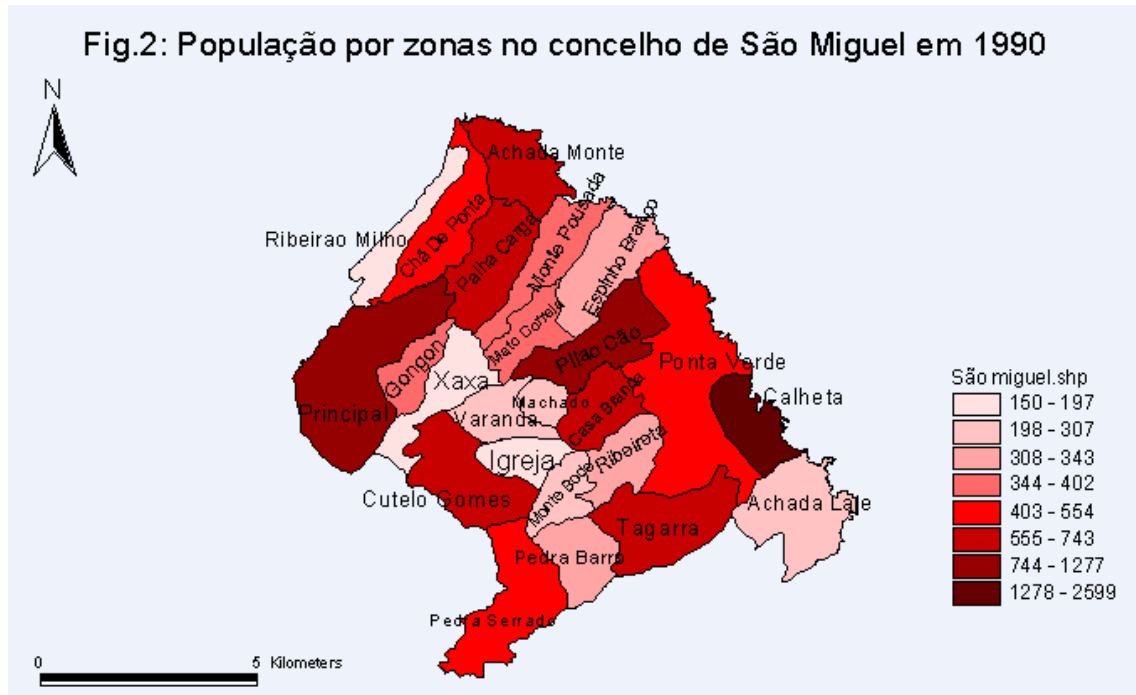 Fig.2: População por zonas no concelho de São Miguel em 1990
N
Achada Monte
Ribeirao Milho
Chã De Ponta
Palha Carga
Monte Pousada
Espinho Branco
Mato Correia
Pilao Cão
Ponta Verde
Gongon
Xaxa
Principal
Machado
Casa Branca
Calheta
Varanda
Igreja
Ribeireta
Monte Bode
Cutelo Gomes
Achada Laje
Tagarra
Pedra Barro
Pedra Serrado
São miguel.shp
150 - 197
198 - 307
308 - 343
344 - 402
403 - 554
555 - 743
744 - 1277
1278 - 2599
0 5 Kilometers